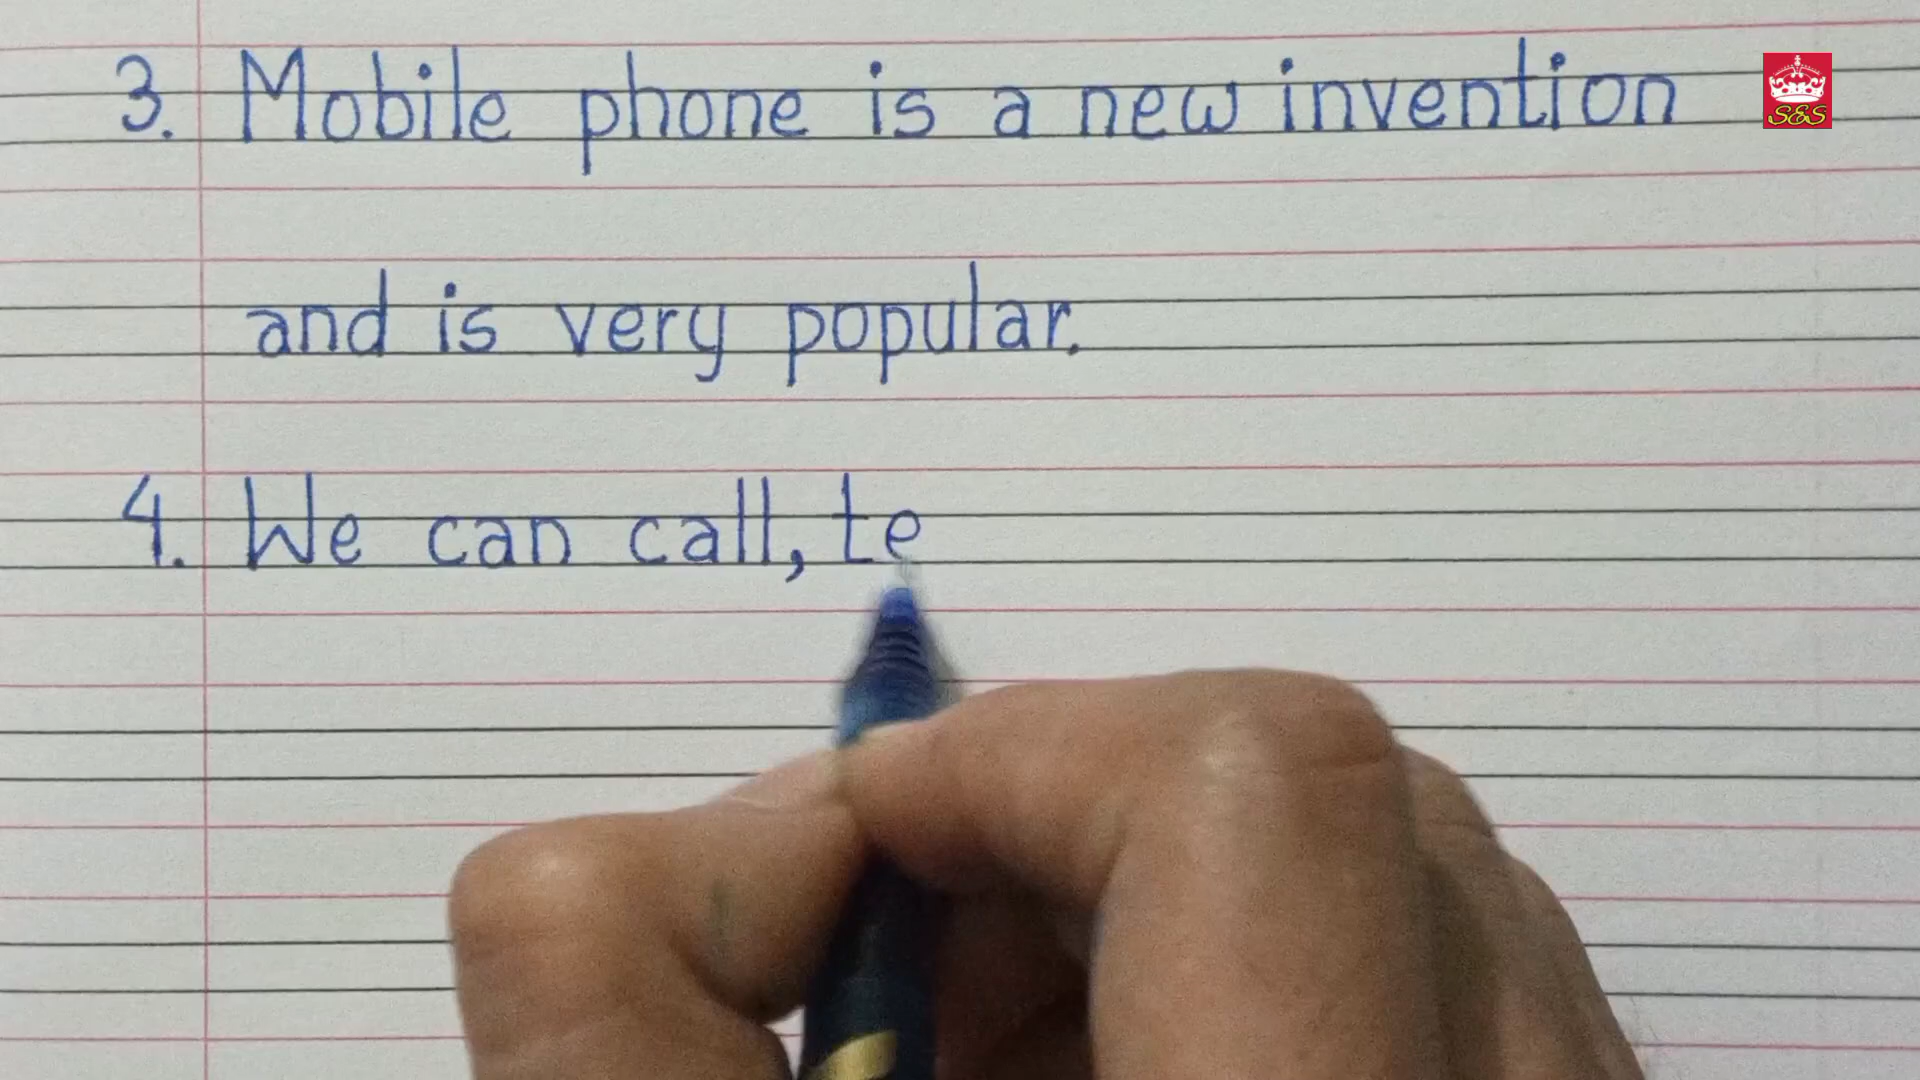 3. Mobile phone is a new invention
and is very popular.
4. We can call, te
S&S